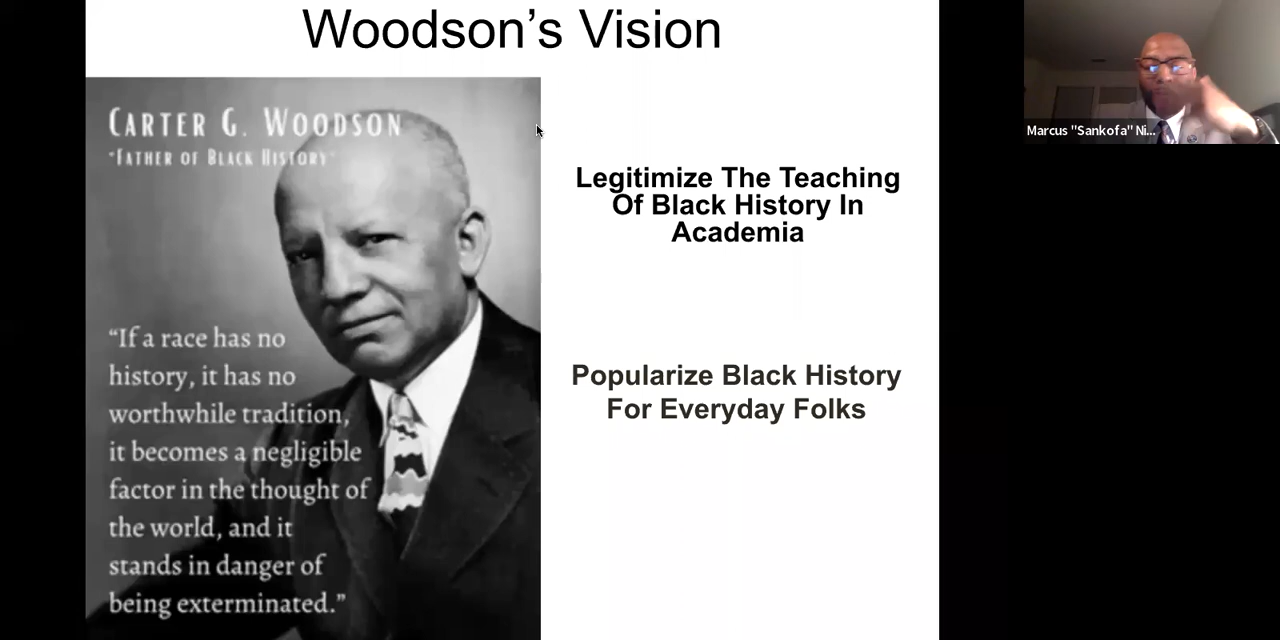 Woodson’s Vision
CARTER G. WOODSON
"FATHER OF BLACK HISTORY"
“If a race has no
history, it has no
worthwhile tradition,
it becomes a negligible
factor in the thought of
the world, and it
stands in danger of
being exterminated.”
Legitimize The Teaching
Of Black History In
Academia
Popularize Black History
For Everyday Folks
Marcus "Sankofa" Ni...